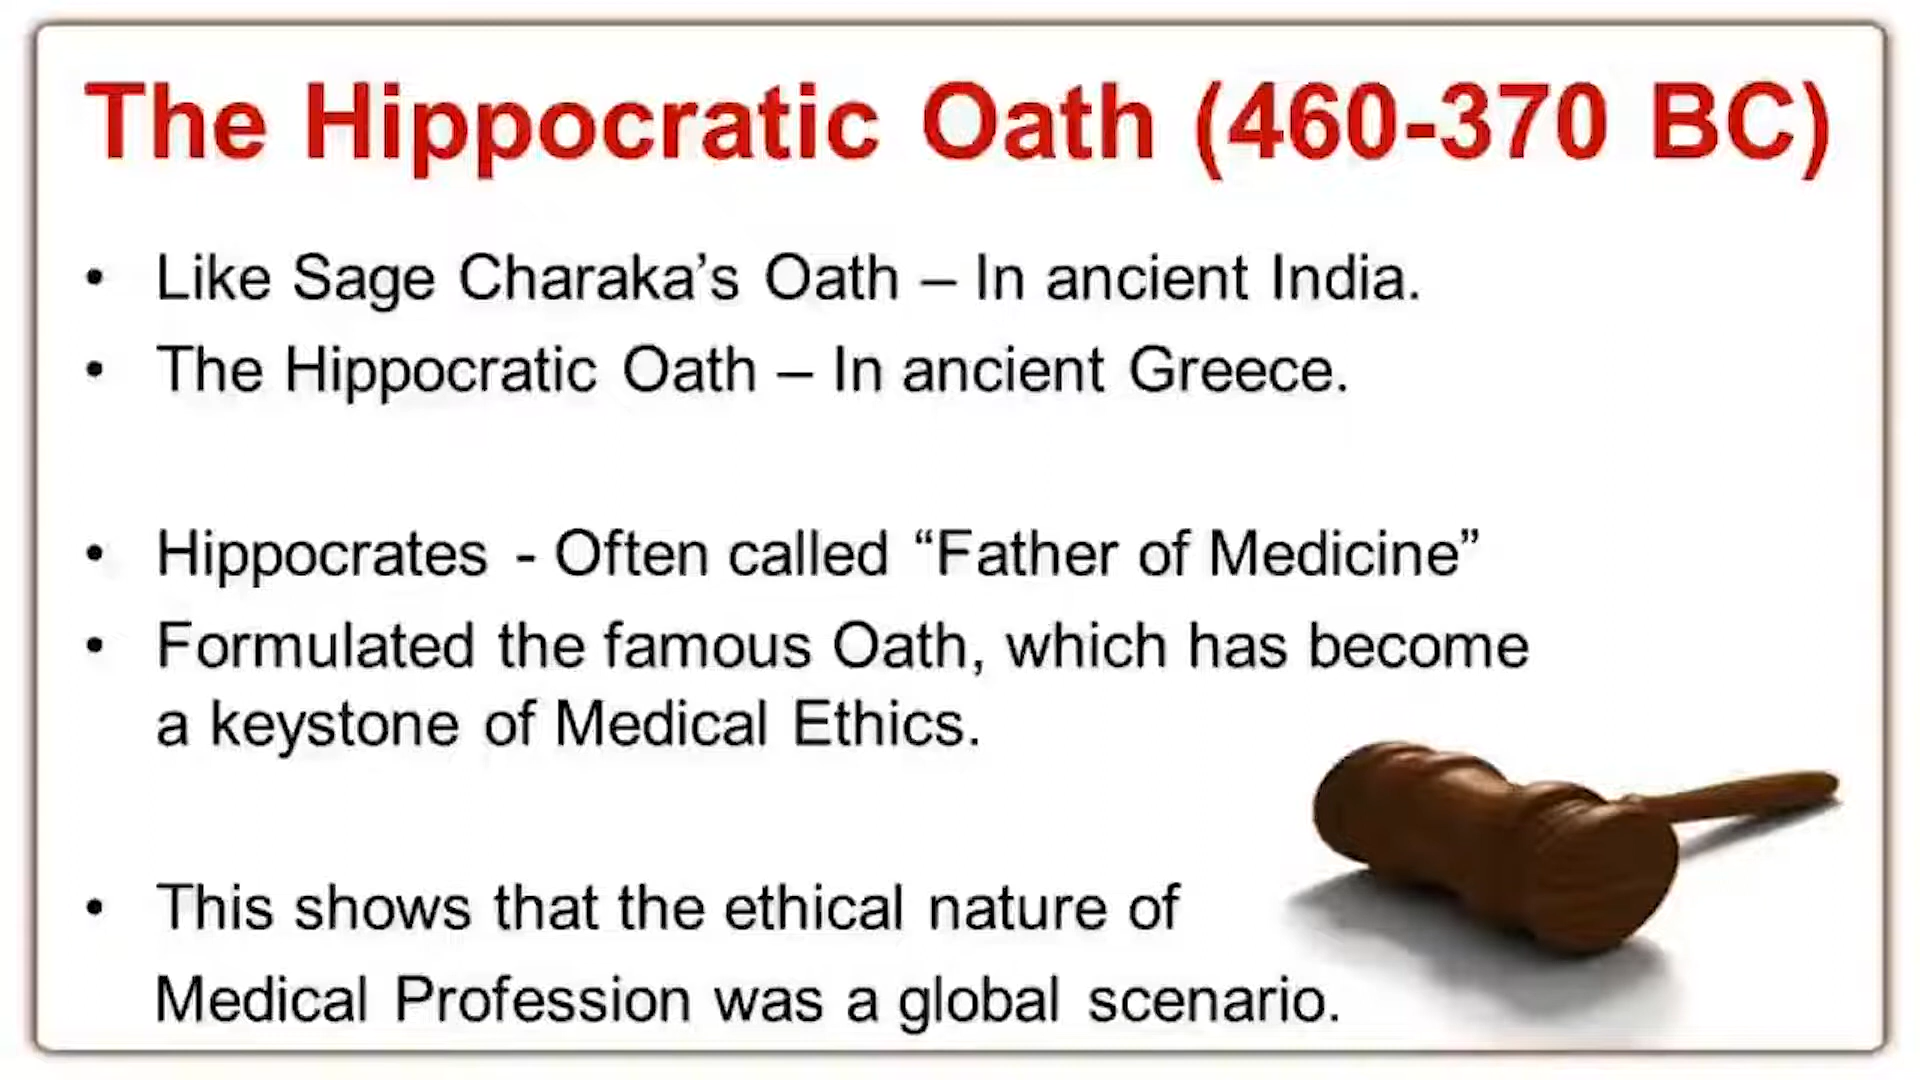 The Hippocratic Oath (460-370 BC)
• Like Sage Charaka’s Oath – In ancient India.
• The Hippocratic Oath – In ancient Greece.
• Hippocrates - Often called “Father of Medicine”
• Formulated the famous Oath, which has become
a keystone of Medical Ethics.
• This shows that the ethical nature of
Medical Profession was a global scenario.